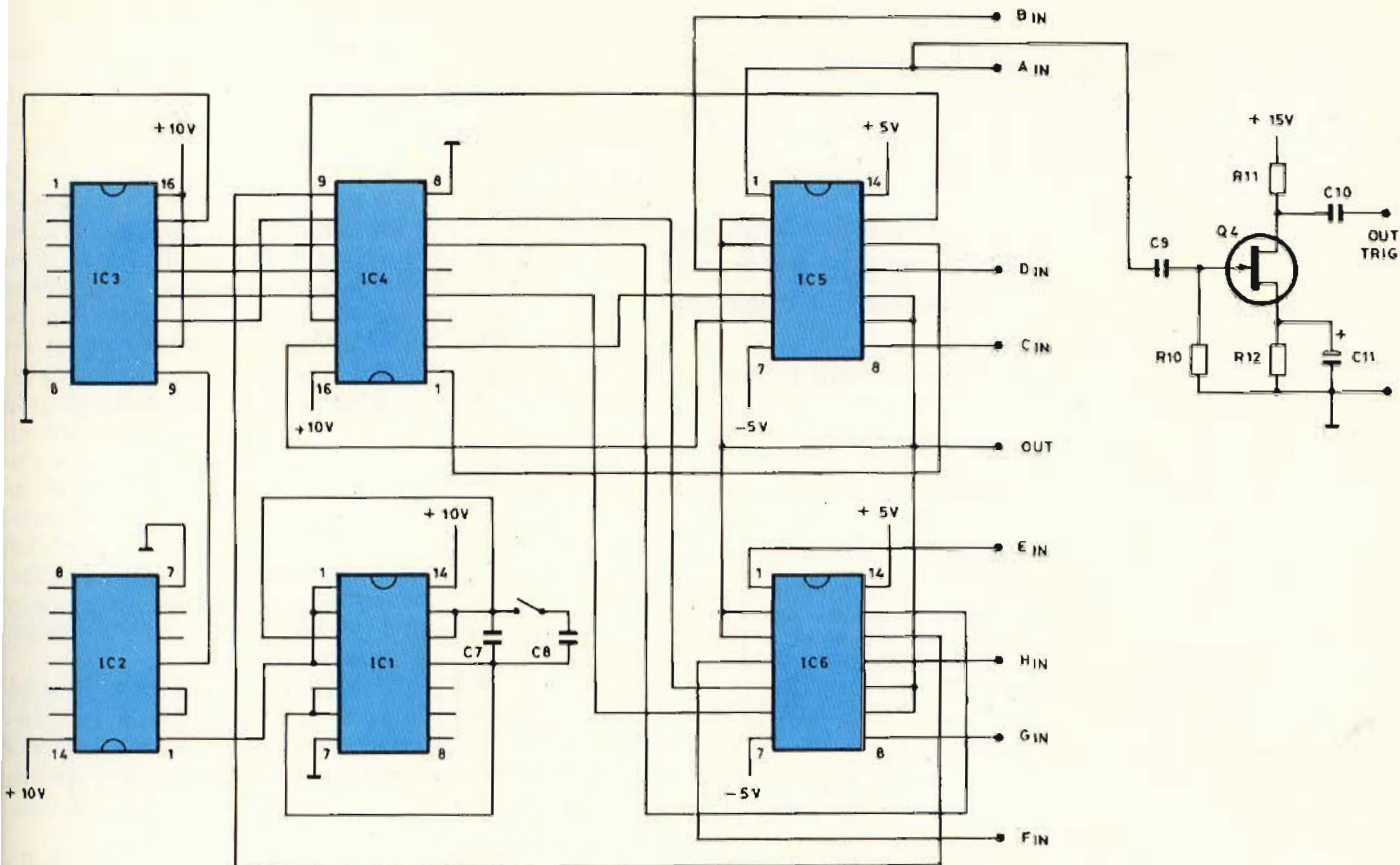 B IN
A IN
+ 10V
+ 5V
+ 15V
1
16
9
8
1
14
R11
C10
Q4
OUT
TRIG
C9
IC3
IC4
IC5
D IN
C IN
R10
R12
+
C11
8
9
16
1
7
8
+10V
-5V
OUT
+ 10V
+ 5V
E IN
8
7
1
14
1
14
C7
C8
IC2
IC1
IC6
H IN
G IN
14
1
7
8
7
8
+ 10V
-5V
F IN